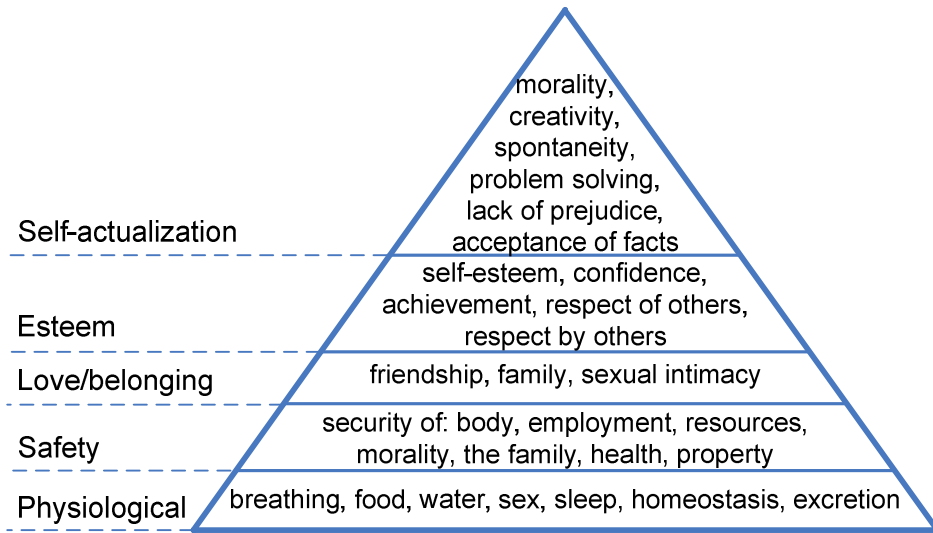 morality,
creativity,
spontaneity,
problem solving,
lack of prejudice,
acceptance of facts
Self-actualization
self-esteem, confidence,
achievement, respect of others,
respect by others
Esteem
friendship, family, sexual intimacy
Love/belonging
security of: body, employment, resources,
morality, the family, health, property
Safety
breathing, food, water, sex, sleep, homeostasis, excretion
Physiological